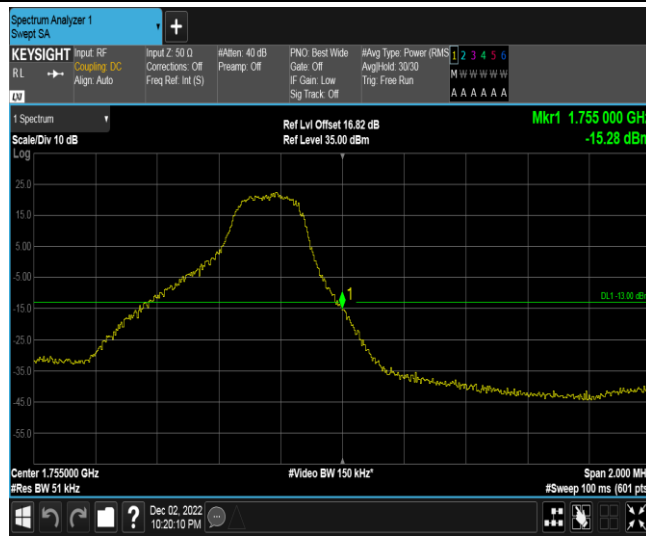 Spectrum Analyzer 1
Swept SA
+
KEYSIGHT
RL
LXI
Input: RF
Coupling: DC
Align: Auto
Input Z: 50 Ω
Corrections: Off
Freq Ref: Int (S)
#Atten: 40 dB
Preamp: Off
PNO: Best Wide
Gate: Off
IF Gain: Low
Sig Track: Off
#Avg Type: Power (RMS
Avg|Hold: 30/30
Trig: Free Run
1 2 3 4 5 6
M W W W W W
A A A A A A
1 Spectrum
Scale/Div 10 dB
Log
Ref Lvl Offset 16.82 dB
Ref Level 35.00 dBm
Mkr1 1.755 000 GHz
-15.28 dBm
25.0
15.0
5.00
-5.00
-15.0
-25.0
-35.0
-45.0
-55.0
1
DL1 -13.00 dBm
Center 1.755000 GHz
#Res BW 51 kHz
#Video BW 150 kHz*
Span 2.000 MH
#Sweep 100 ms (601 pts
?
Dec 02, 2022
10:20:10 PM